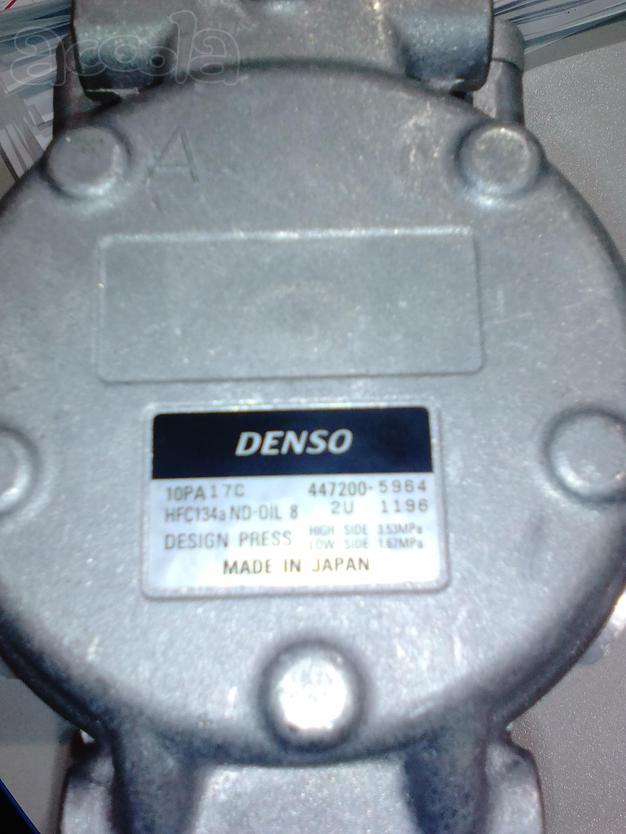 acoola
A
DENSO
10PA17C 447200-5964
HFC134a ND-OIL 8 2U 1196
DESIGN PRESS HIGH SIDE 3.53MPa
LOW SIDE 1.62MPa
MADE IN JAPAN